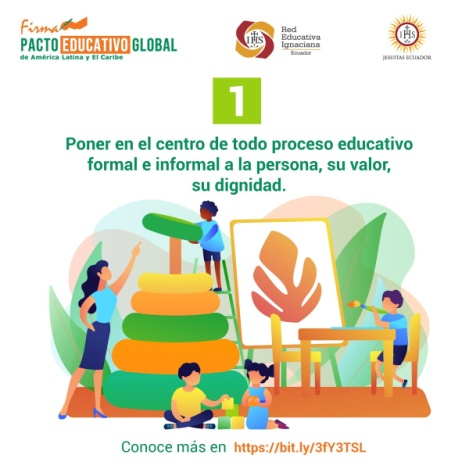 Firma
PACTO EDUCATIVO GLOBAL
de América Latina y El Caribe
Red
Educativa
Ignaciana
Ecuador
IHS
IHS
JESUITAS ECUADOR
1
Poner en el centro de todo proceso educativo
formal e informal a la persona, su valor,
su dignidad.
Conoce más en https://bit.ly/3fY3TSL